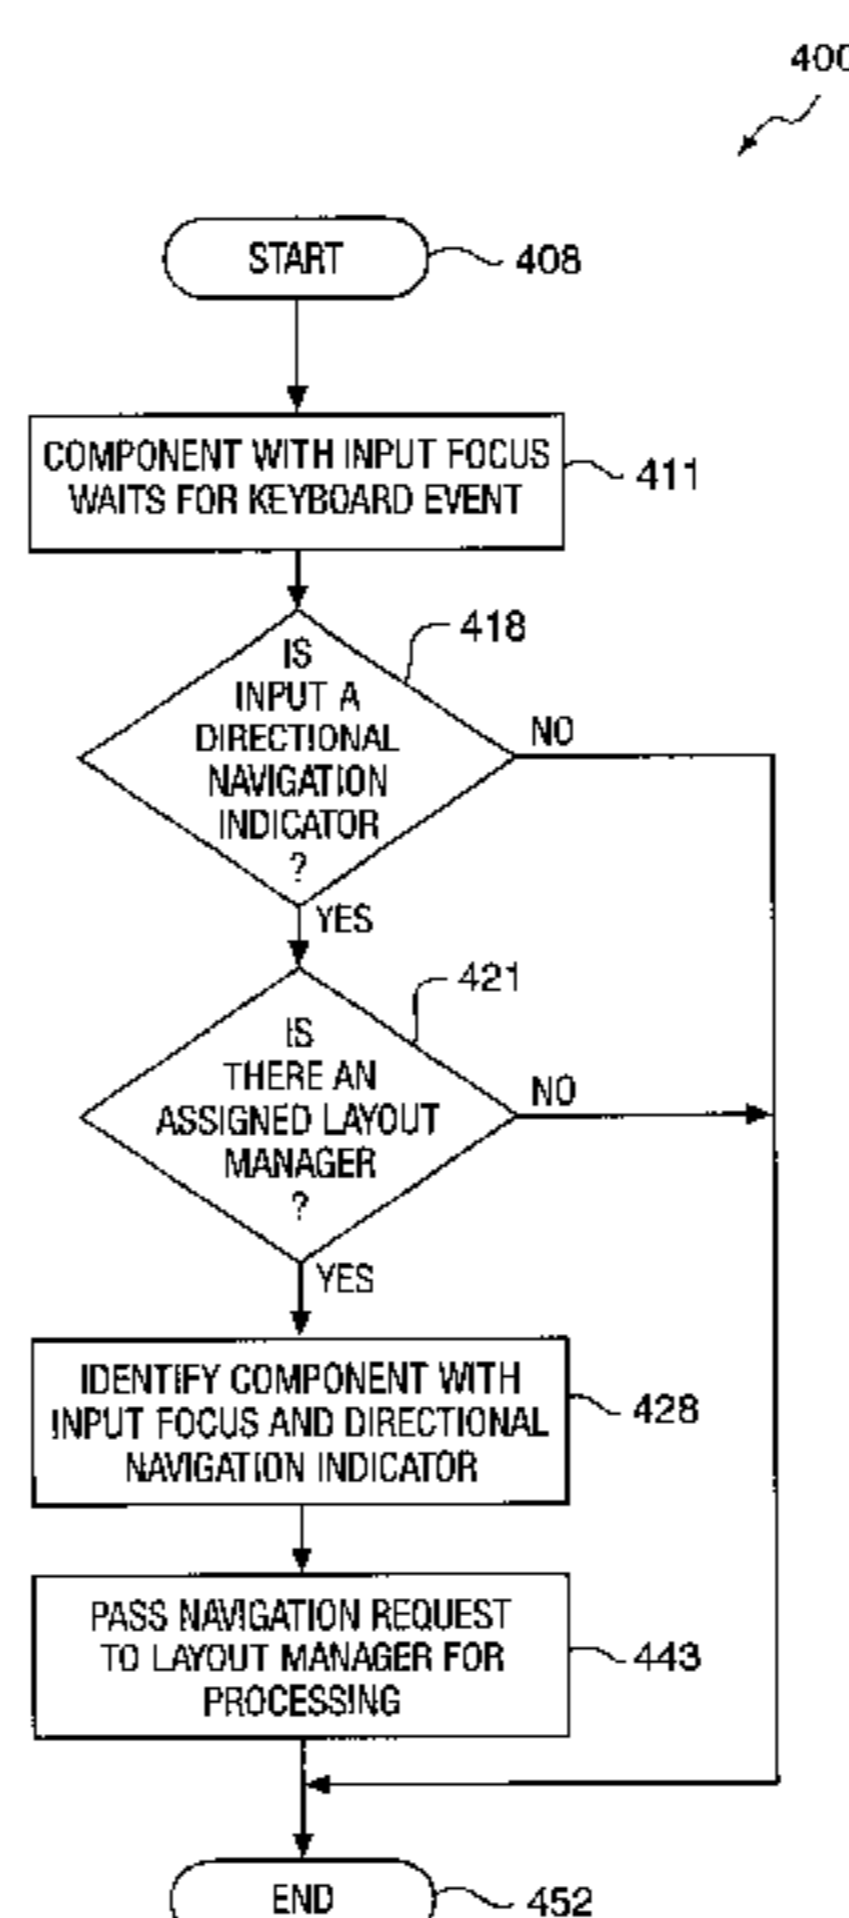 400
START
408
COMPONENT WITH INPUT FOCUS
WAITS FOR KEYBOARD EVENT
411
418
IS
INPUT A
DIRECTIONAL
NAVIGATION
INDICATOR
?
NO
YES
421
IS
THERE AN
ASSIGNED LAYOUT
MANAGER
?
NO
YES
IDENTIFY COMPONENT WITH
INPUT FOCUS AND DIRECTIONAL
NAVIGATION INDICATOR
428
PASS NAVIGATION REQUEST
TO LAYOUT MANAGER FOR
PROCESSING
443
END
452